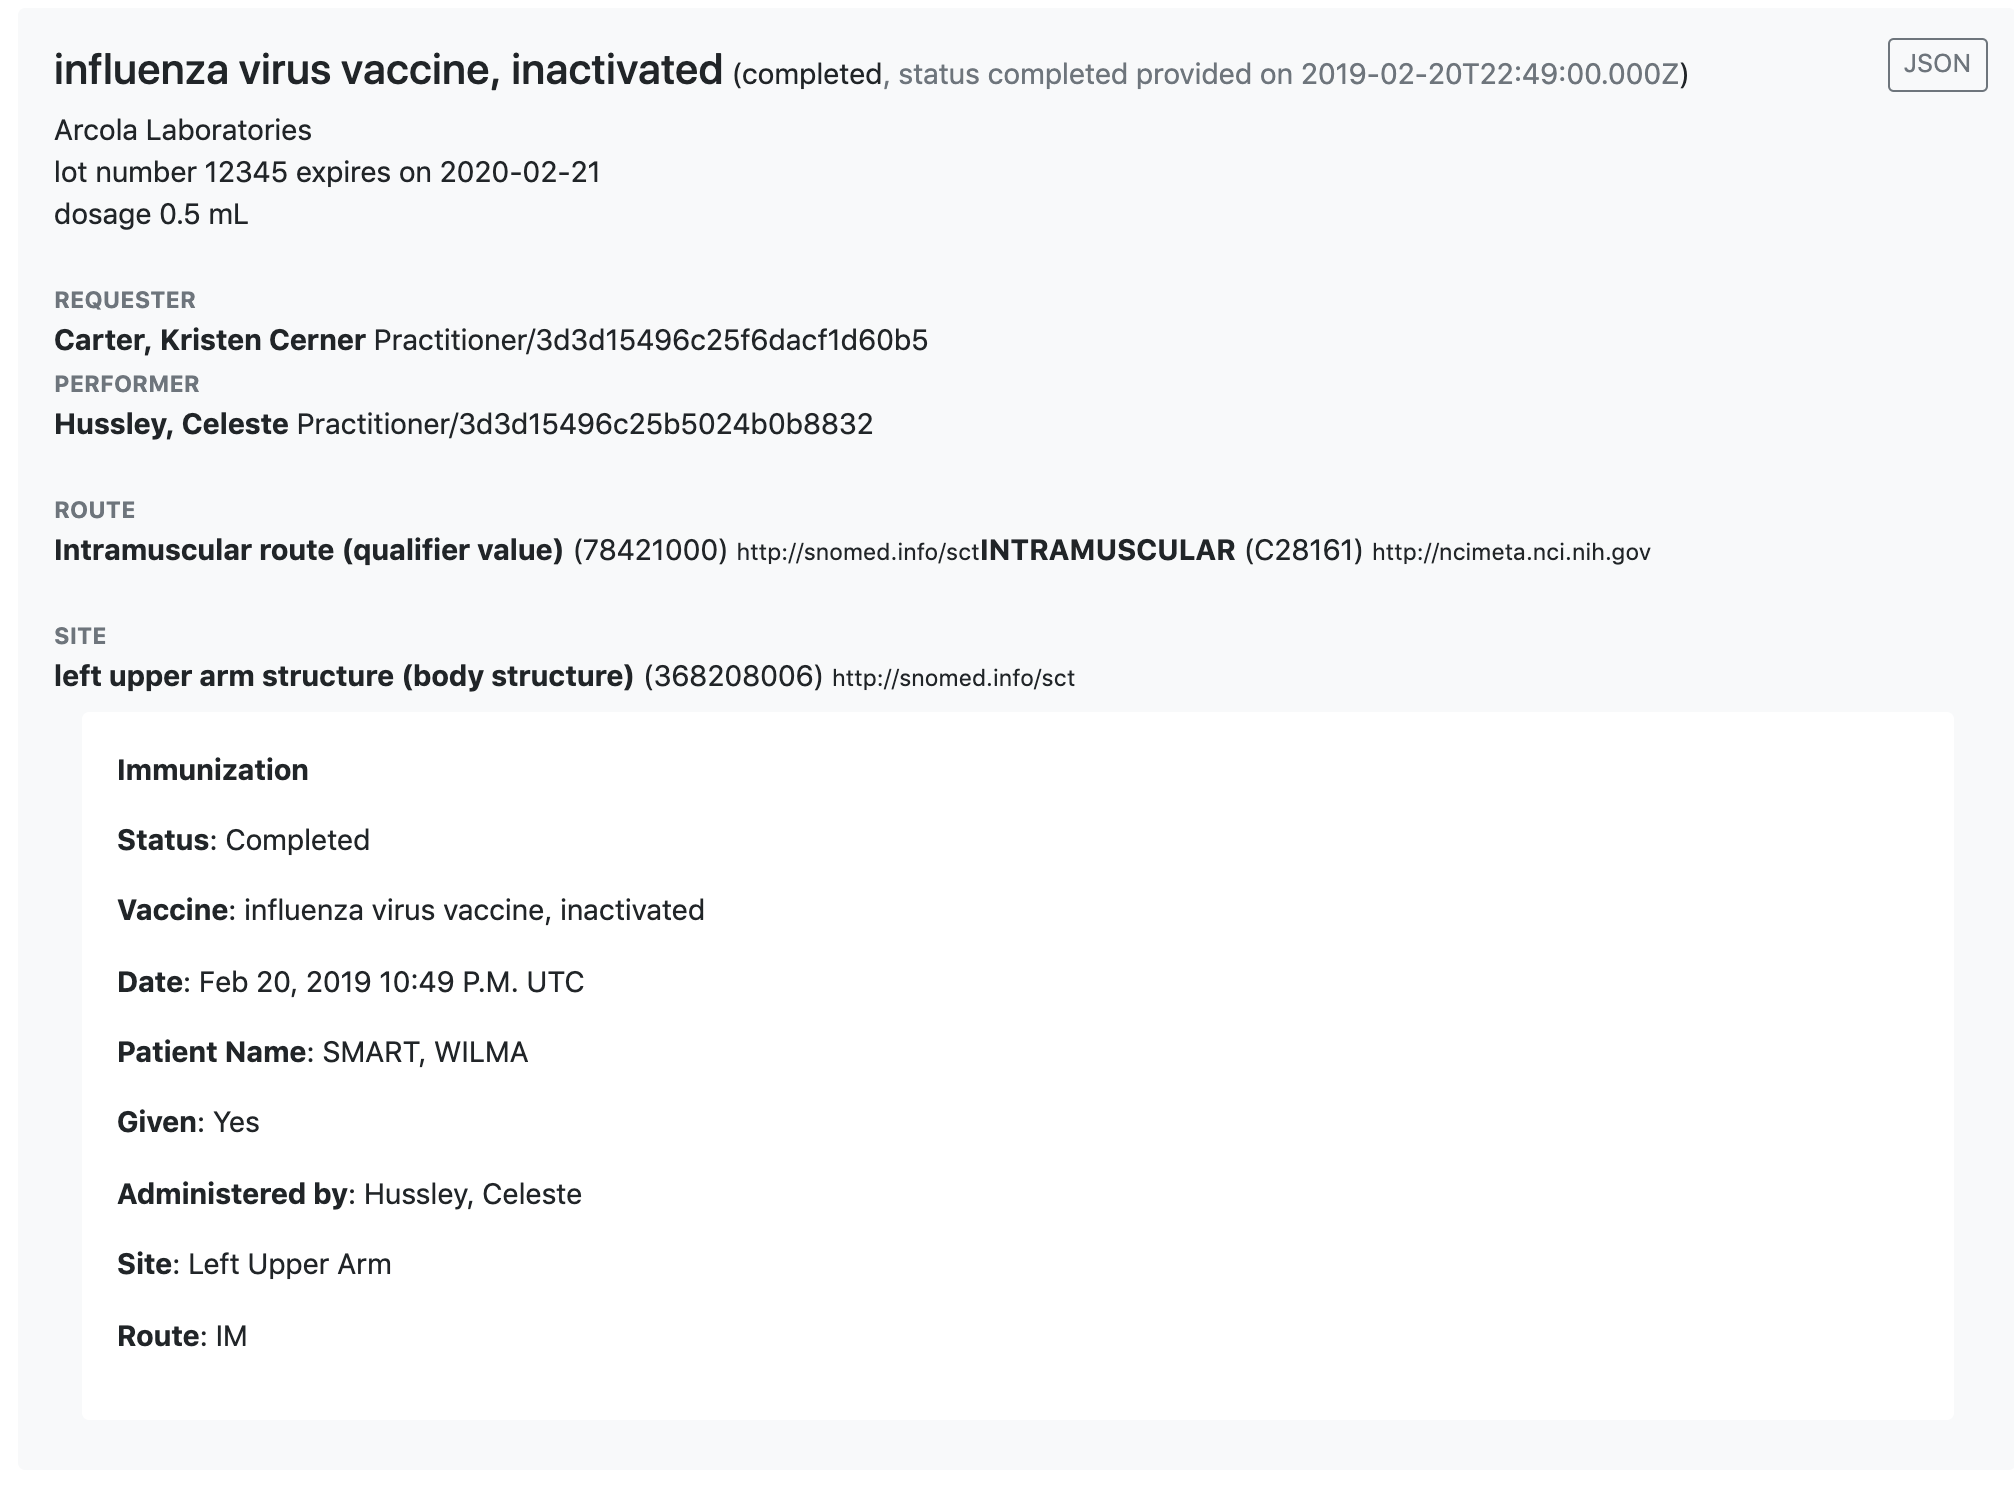 influenza virus vaccine, inactivated (completed, status completed provided on 2019-02-20T22:49:00.000Z)
JSON
Arcola Laboratories
lot number 12345 expires on 2020-02-21
dosage 0.5 mL
REQUESTER
Carter, Kristen Cerner Practitioner/3d3d15496c25f6dacf1d60b5
PERFORMER
Hussley, Celeste Practitioner/3d3d15496c25b5024b0b8832
ROUTE
Intramuscular route (qualifier value) (78421000) http://snomed.info/sctINTRAMUSCULAR (C28161) http://ncimeta.nci.nih.gov
SITE
left upper arm structure (body structure) (368208006) http://snomed.info/sct
Immunization
Status: Completed
Vaccine: influenza virus vaccine, inactivated
Date: Feb 20, 2019 10:49 P.M. UTC
Patient Name: SMART, WILMA
Given: Yes
Administered by: Hussley, Celeste
Site: Left Upper Arm
Route: IM